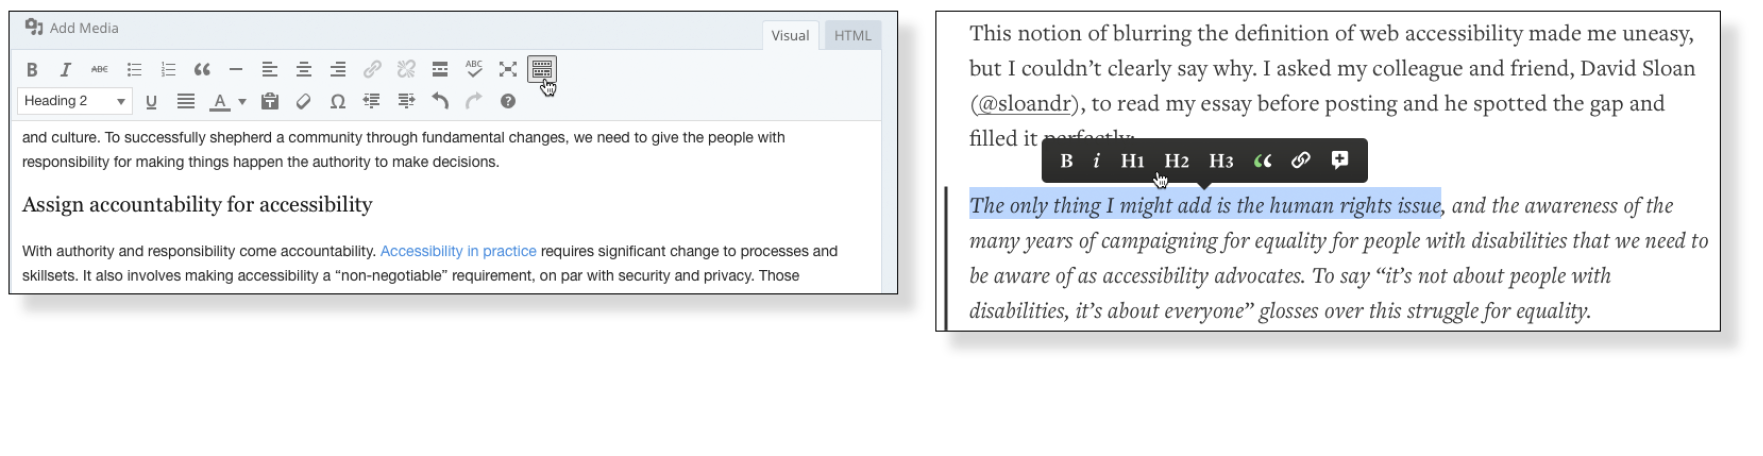 Add Media
Visual HTML
B I ABC ABC
Heading 2 U A Ω ?
and culture. To successfully shepherd a community through fundamental changes, we need to give the people with
responsibility for making things happen the authority to make decisions.
Assign accountability for accessibility
With authority and responsibility come accountability. Accessibility in practice requires significant change to processes and
skillsets. It also involves making accessibility a “non-negotiable” requirement, on par with security and privacy. Those
This notion of blurring the definition of web accessibility made me uneasy,
but I couldn’t clearly say why. I asked my colleague and friend, David Sloan
(@sloandr), to read my essay before posting and he spotted the gap and
filled it perfectly:
B i H1 H2 H3 “
The only thing I might add is the human rights issue, and the awareness of the
many years of campaigning for equality for people with disabilities that we need to
be aware of as accessibility advocates. To say “it’s not about people with
disabilities, it’s about everyone” glosses over this struggle for equality.